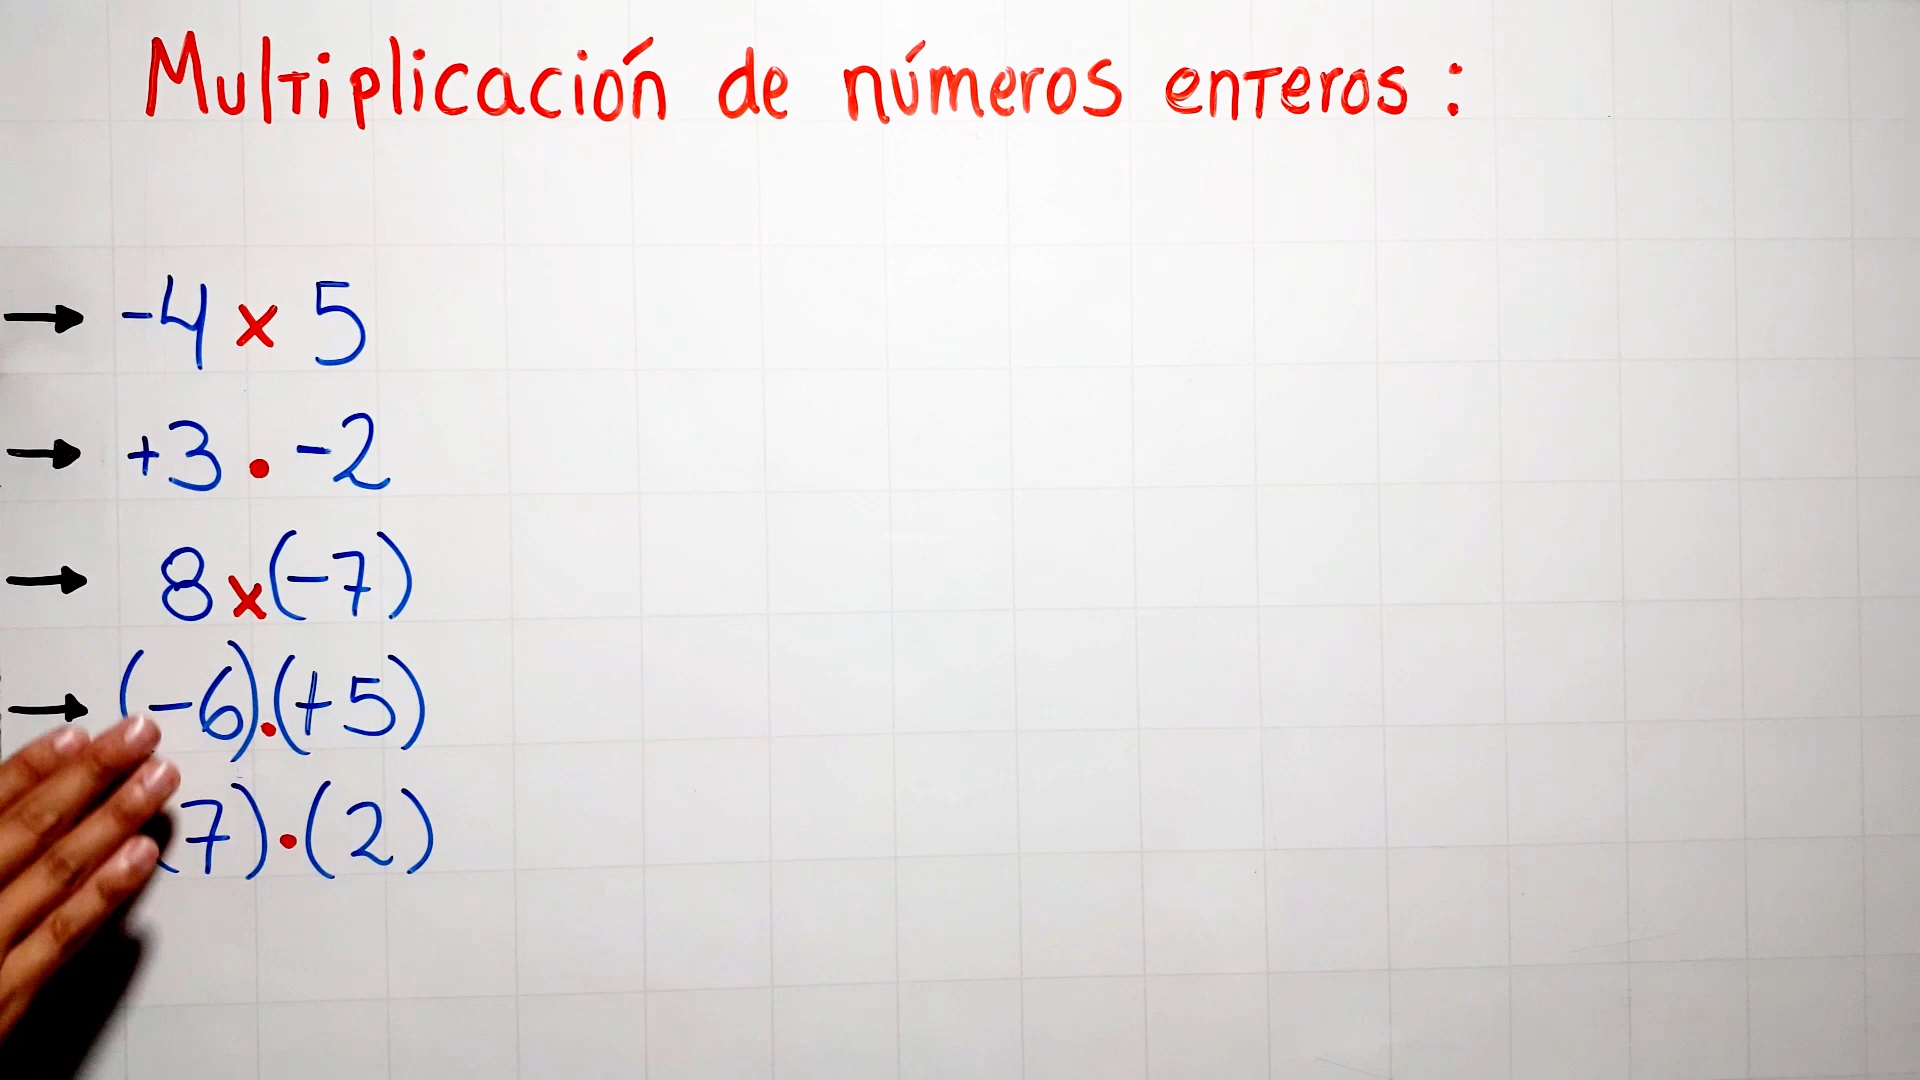 Multiplicación de números enteros:
→ -4 x 5
→ +3 • -2
→ 8 x (-7)
→ (-6).(+5)
(7)•(2)